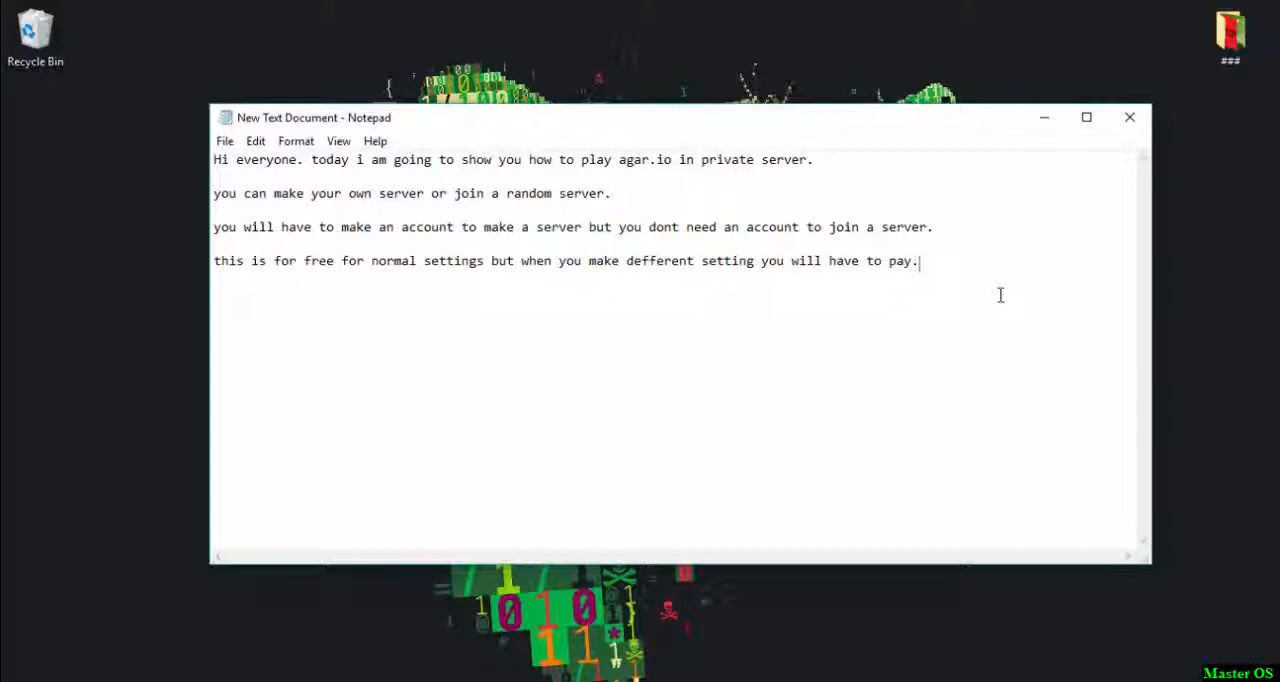 Recycle Bin
###
New Text Document - Notepad
File Edit Format View Help
Hi everyone. today i am going to show you how to play agar.io in private server.
you can make your own server or join a random server.
you will have to make an account to make a server but you dont need an account to join a server.
this is for free for normal settings but when you make defferent setting you will have to pay.
Master OS